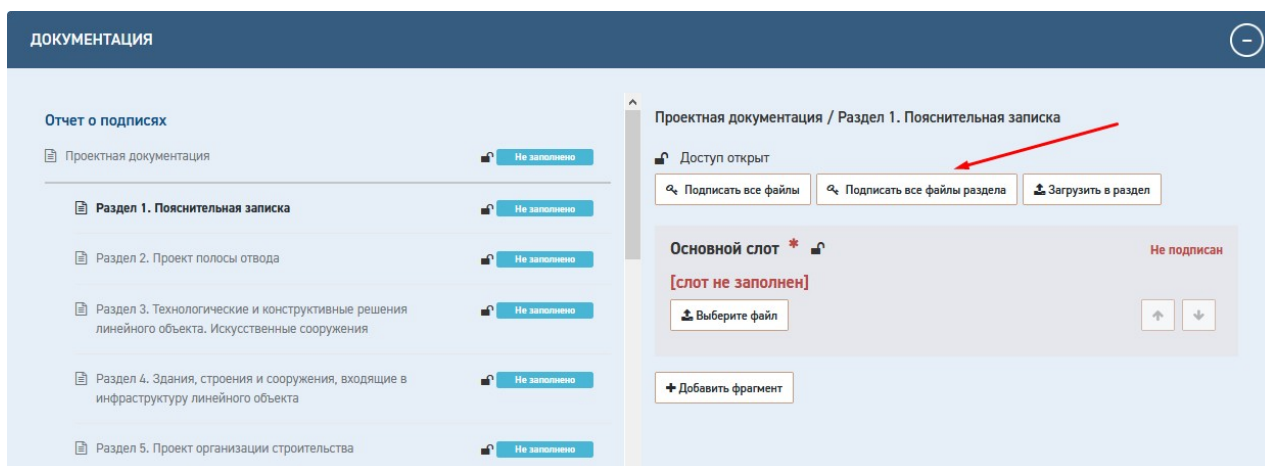 ДОКУМЕНТАЦИЯ
Отчет о подписях
Проектная документация
Не заполнено
Раздел 1. Пояснительная записка
Не заполнено
Раздел 2. Проект полосы отвода
Не заполнено
Раздел 3. Технологические и конструктивные решения
линейного объекта. Искусственные сооружения
Не заполнено
Раздел 4. Здания, строения и сооружения, входящие в
инфраструктуру линейного объекта
Не заполнено
Раздел 5. Проект организации строительства
Не заполнено
Проектная документация / Раздел 1. Пояснительная записка
Доступ открыт
Подписать все файлы
Подписать все файлы раздела
Загрузить в раздел
Основной слот *
Не подписан
[слот не заполнен]
Выберите файл
Добавить фрагмент